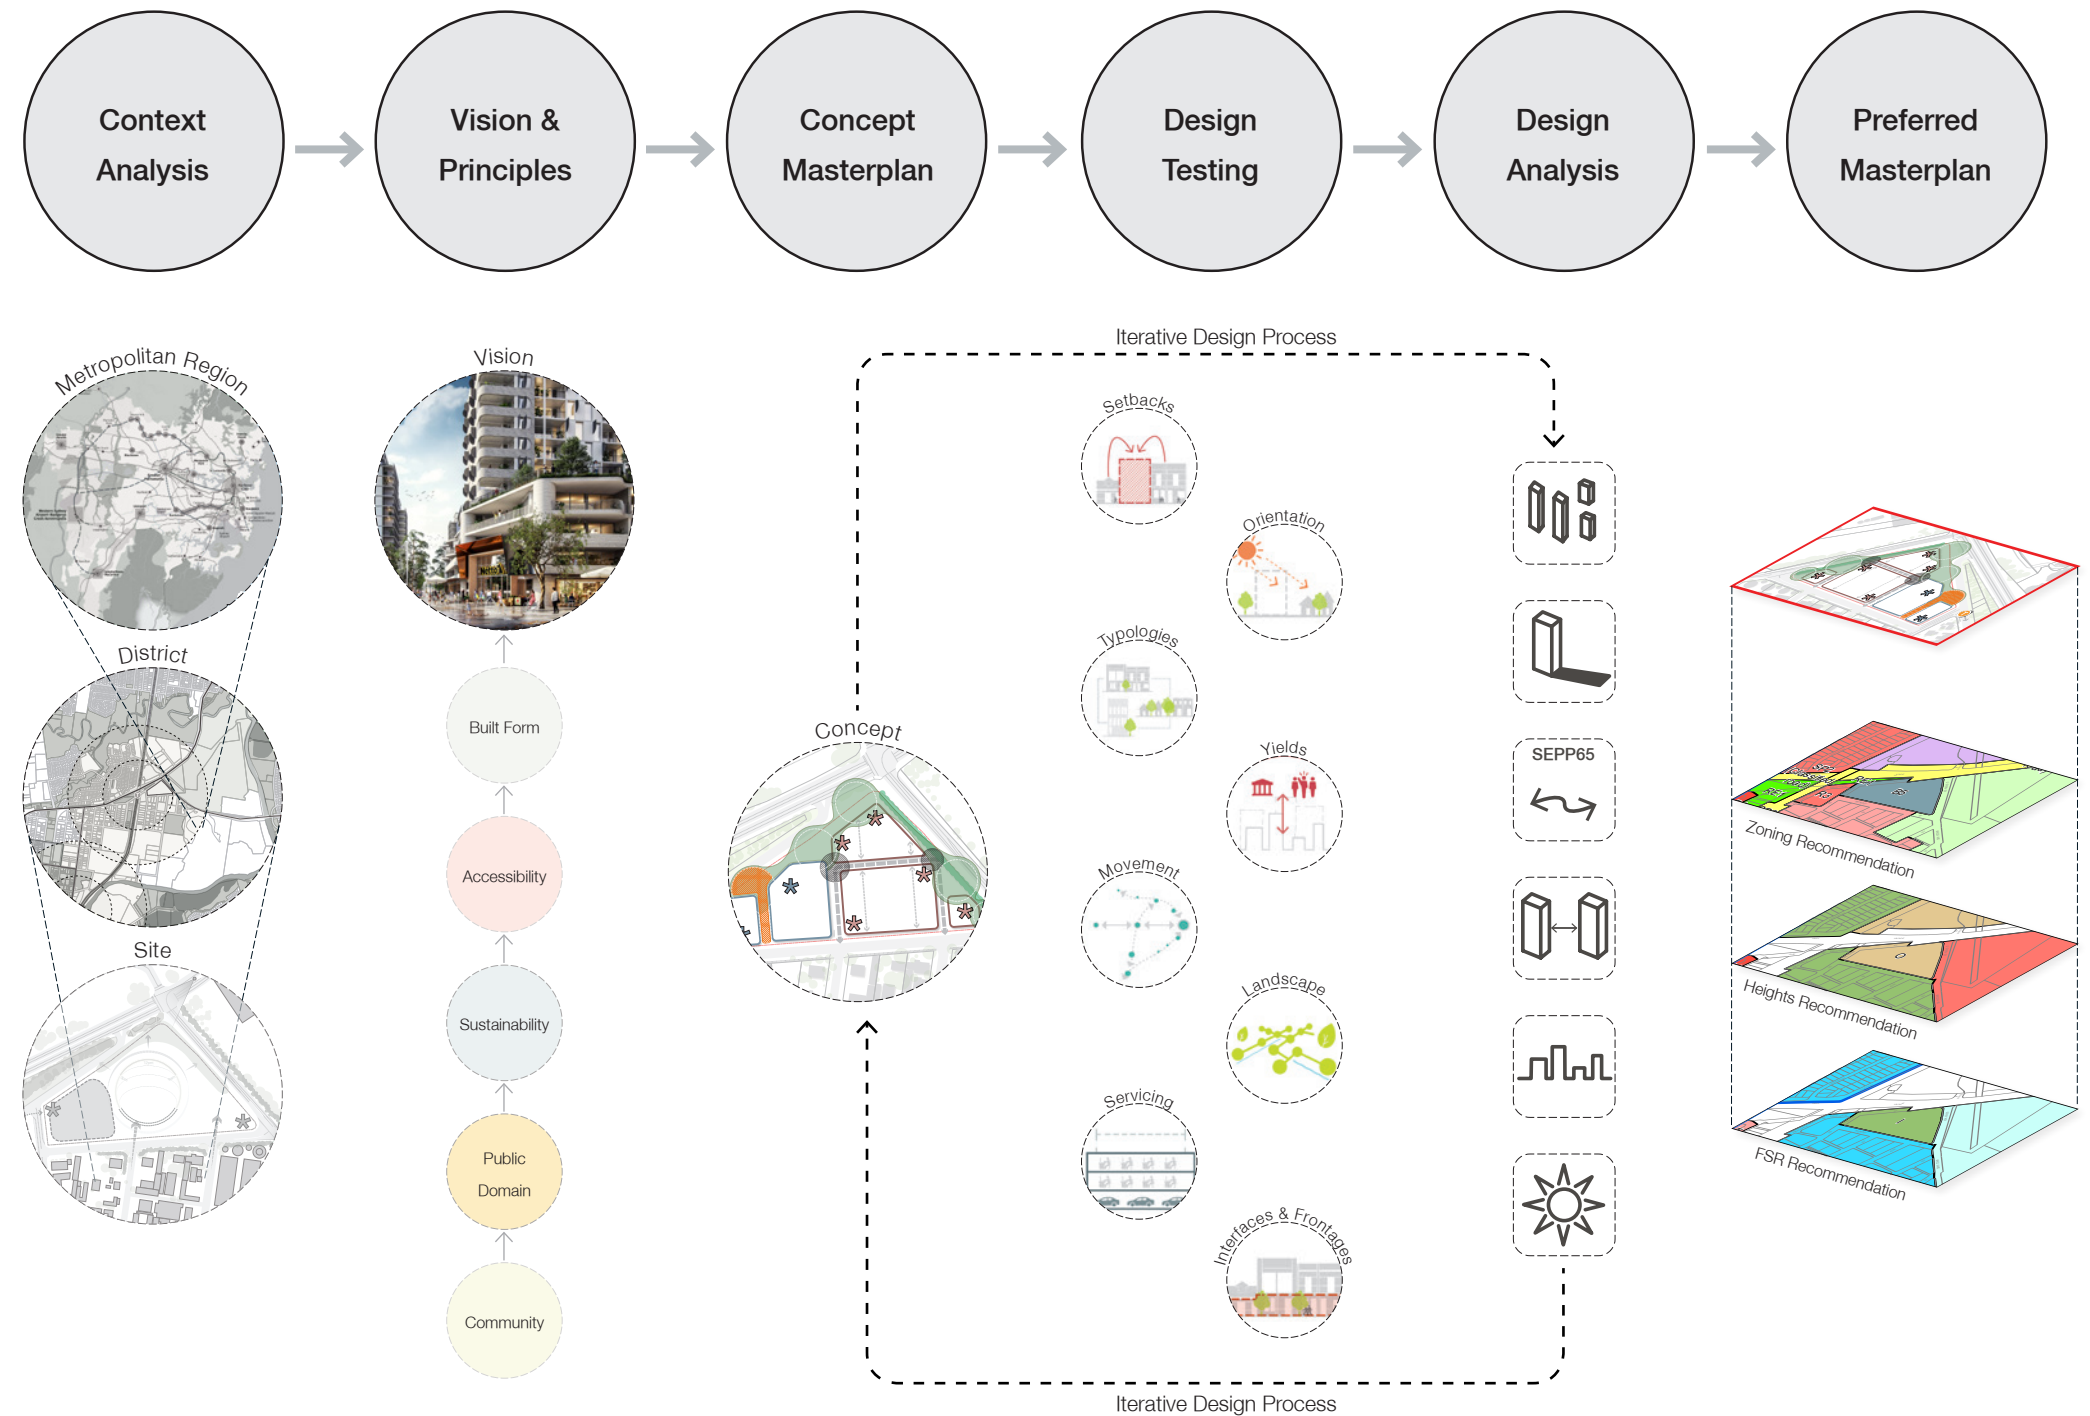 Context
Analysis
Vision &
Principles
Concept
Masterplan
Design
Testing
Design
Analysis
Preferred
Masterplan
Metropolitan Region
District
Site
Vision
Built Form
Accessibility
Sustainability
Public
Domain
Community
Iterative Design Process
Concept
Setbacks
Orientation
Typologies
Yields
Movement
Landscape
Servicing
Interfaces & Frontages
Iterative Design Process
SEPP65
Zoning Recommendation
Heights Recommendation
FSR Recommendation